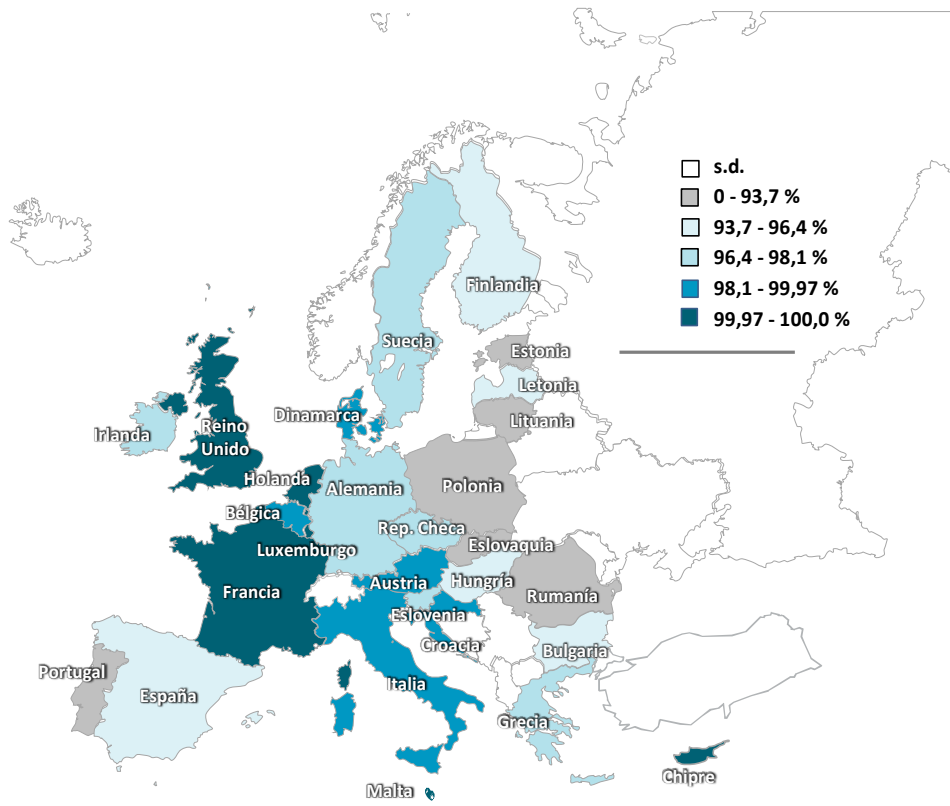 s.d.
0 - 93,7 %
93,7 - 96,4 %
96,4 - 98,1 %
98,1 - 99,97 %
99,97 - 100,0 %
Finlandia
Suecia
Estonia
Letonia
Lituania
Dinamarca
Irlanda
Reino
Unido
Holanda
Alemania
Polonia
Bélgica
Rep. Checa
Luxemburgo
Eslovaquia
Francia
Austria
Hungría
Rumanía
Eslovenia
Croacia
Bulgaria
Portugal
España
Italia
Grecia
Chipre
Malta